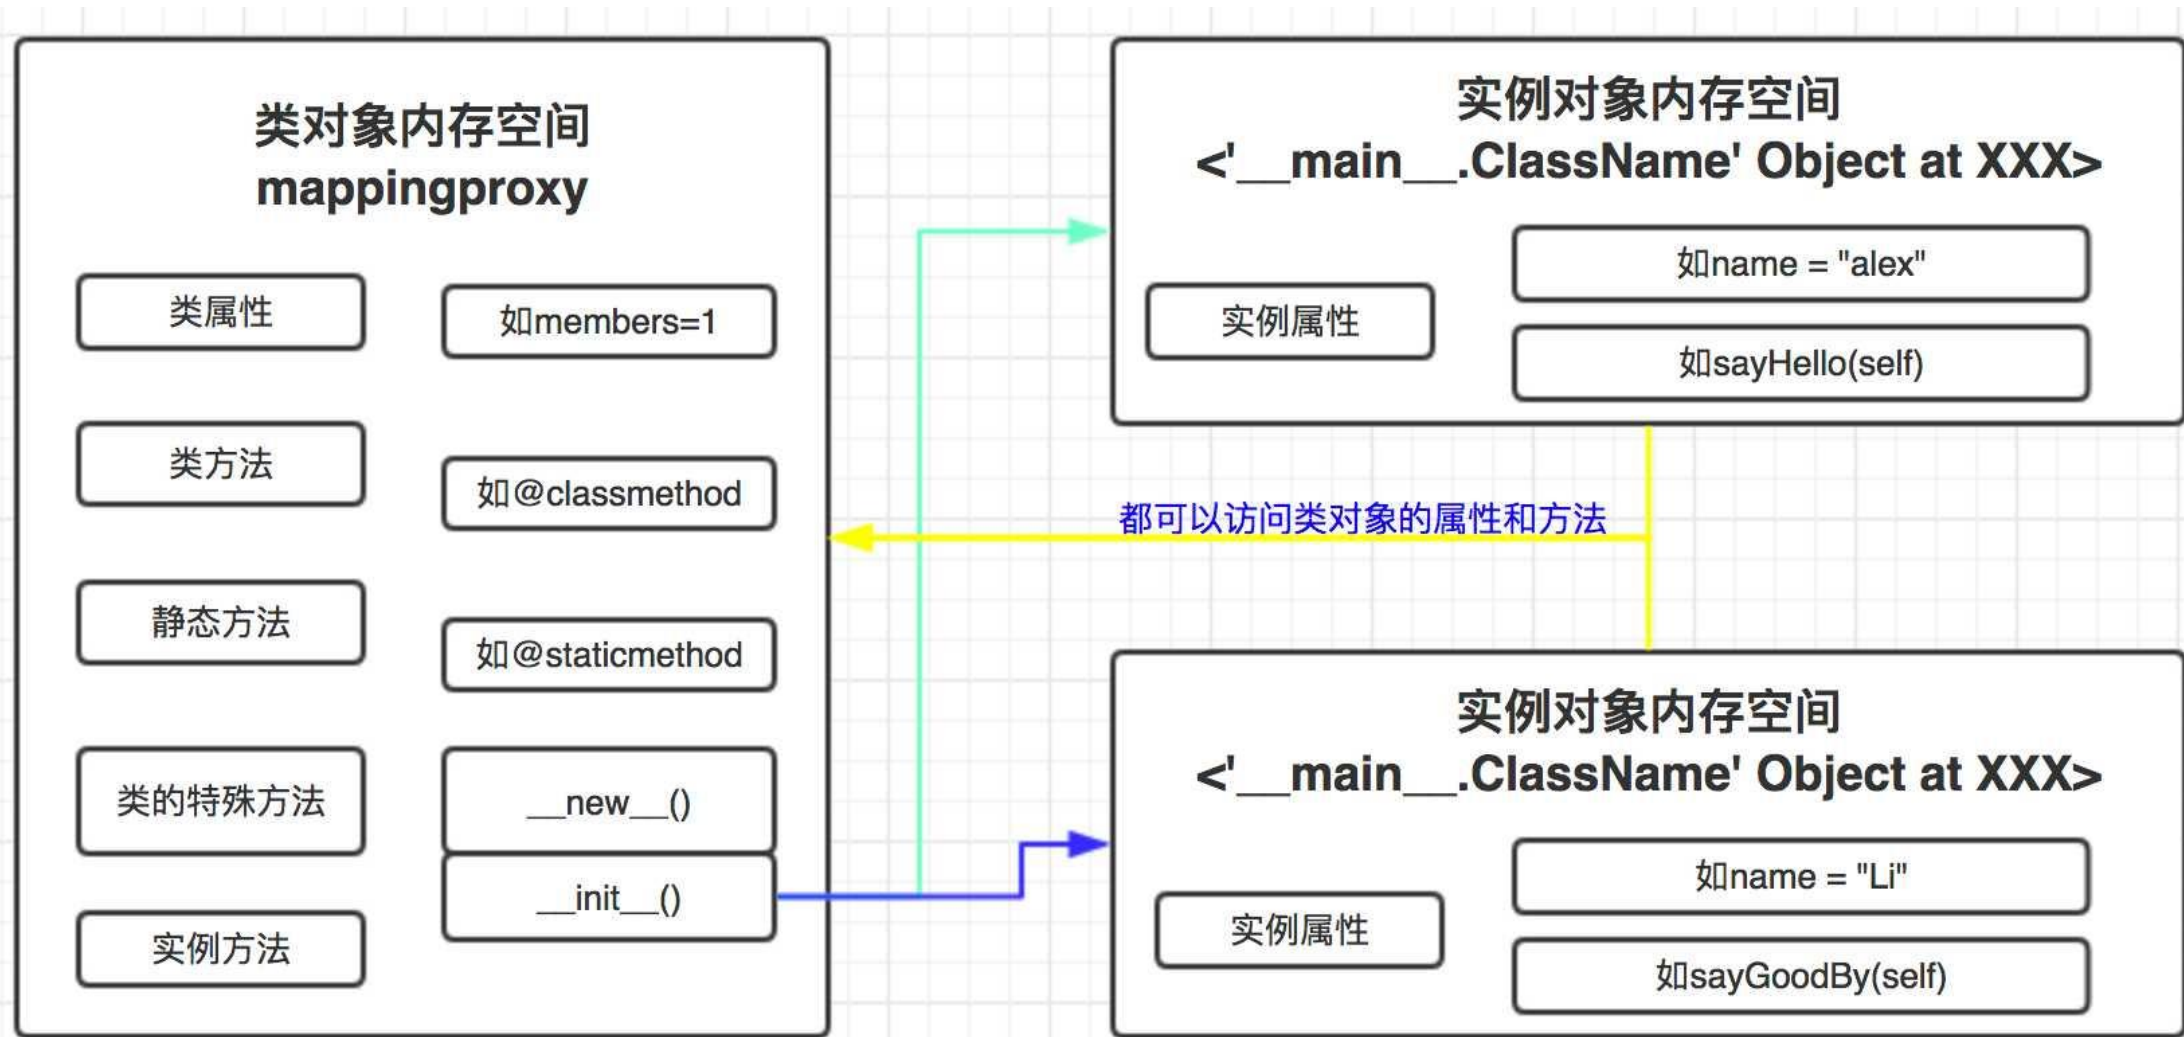 类对象内存空间
mappingproxy
类属性
如members=1
类方法
如@classmethod
静态方法
如@staticmethod
类的特殊方法
__new__()
__init__()
实例方法
实例对象内存空间
<'__main__.ClassName' Object at XXX>
如name = "alex"
实例属性
如sayHello(self)
都可以访问类对象的属性和方法
实例对象内存空间
<'__main__.ClassName' Object at XXX>
如name = "Li"
实例属性
如sayGoodBy(self)